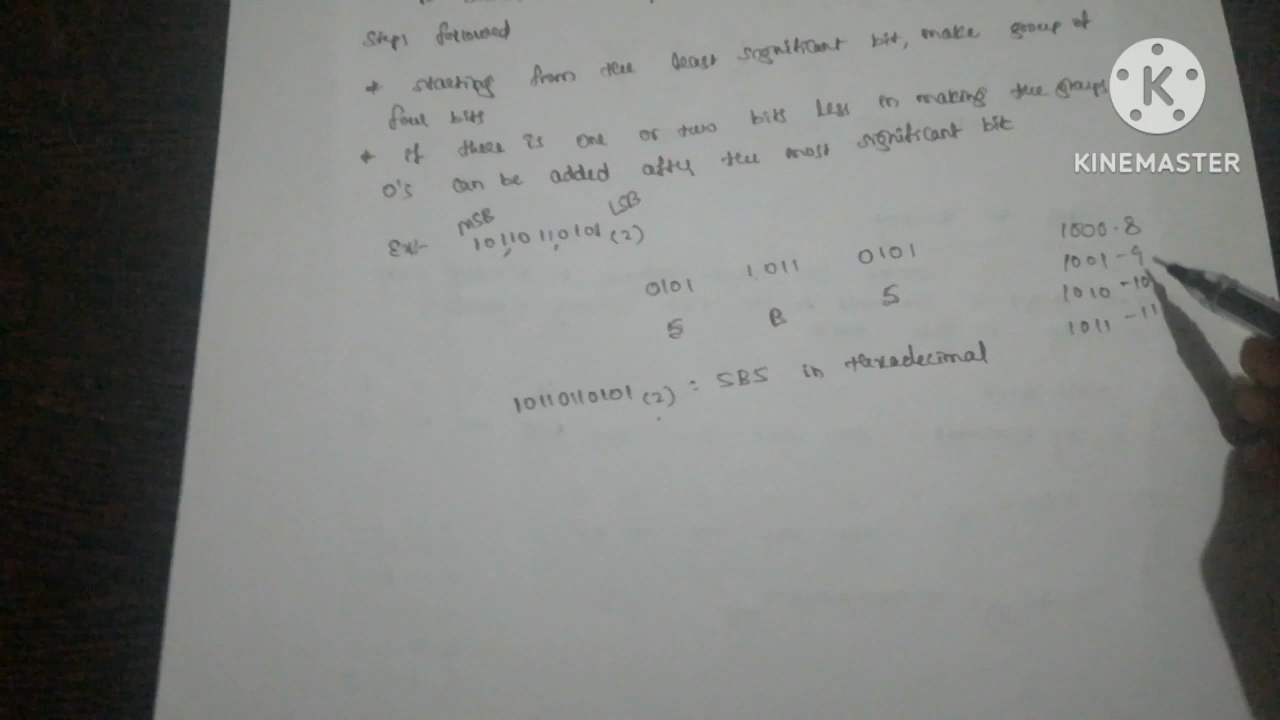 Steps followed
* starting from the least significant bit, make group of
four bits
* if there is one or two bits less in making the groups
0's can be added after the most significant bit
MSB LSB
Ex:- 10110110101 (2)
0101 1011 0101
5 B 5
1000-8
1001-9
1010-10
1011-11
10110110101 (2) = 5B5 in Hexadecimal
K
KINEMASTER